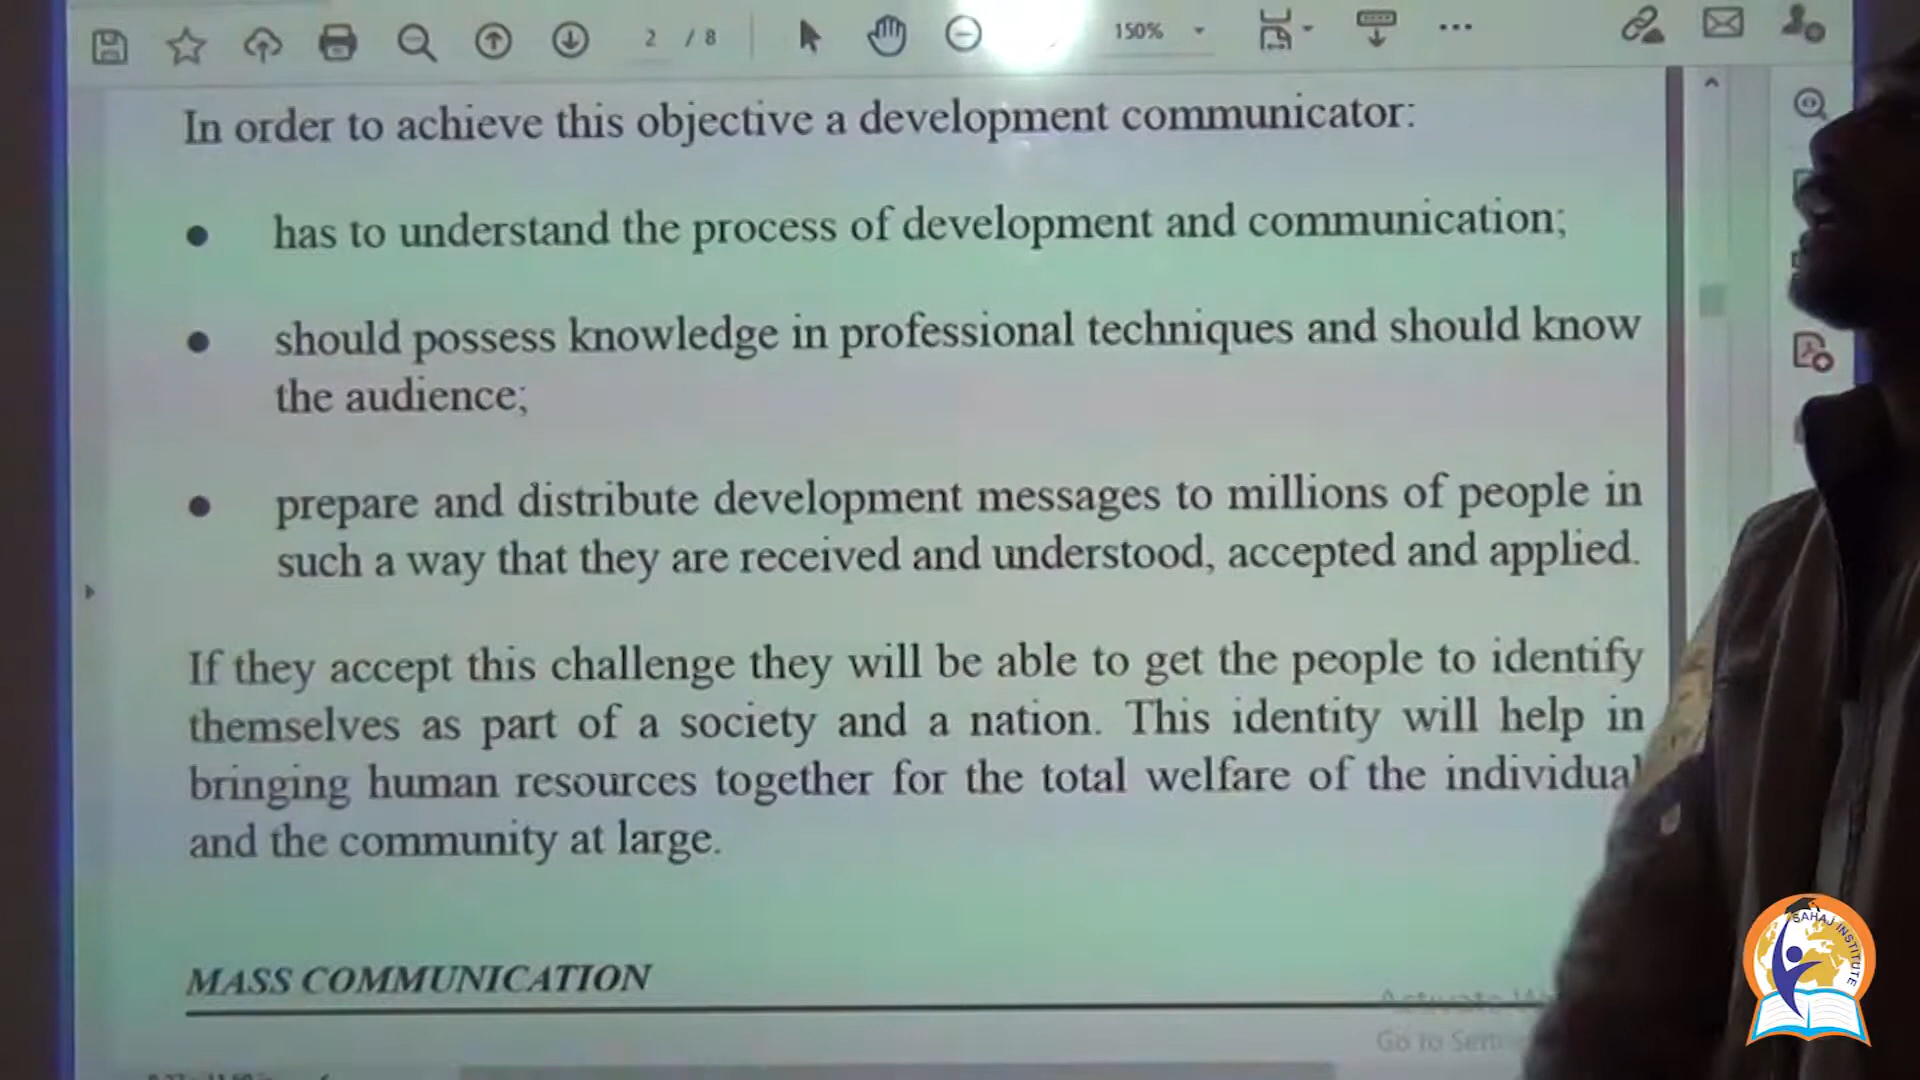 2 / 8
150%
In order to achieve this objective a development communicator:
● has to understand the process of development and communication;
● should possess knowledge in professional techniques and should know
the audience;
● prepare and distribute development messages to millions of people in
such a way that they are received and understood, accepted and applied.
If they accept this challenge they will be able to get the people to identify
themselves as part of a society and a nation. This identity will help in
bringing human resources together for the total welfare of the individual
and the community at large.
MASS COMMUNICATION
Go to
SAHAJ INSTITUTE